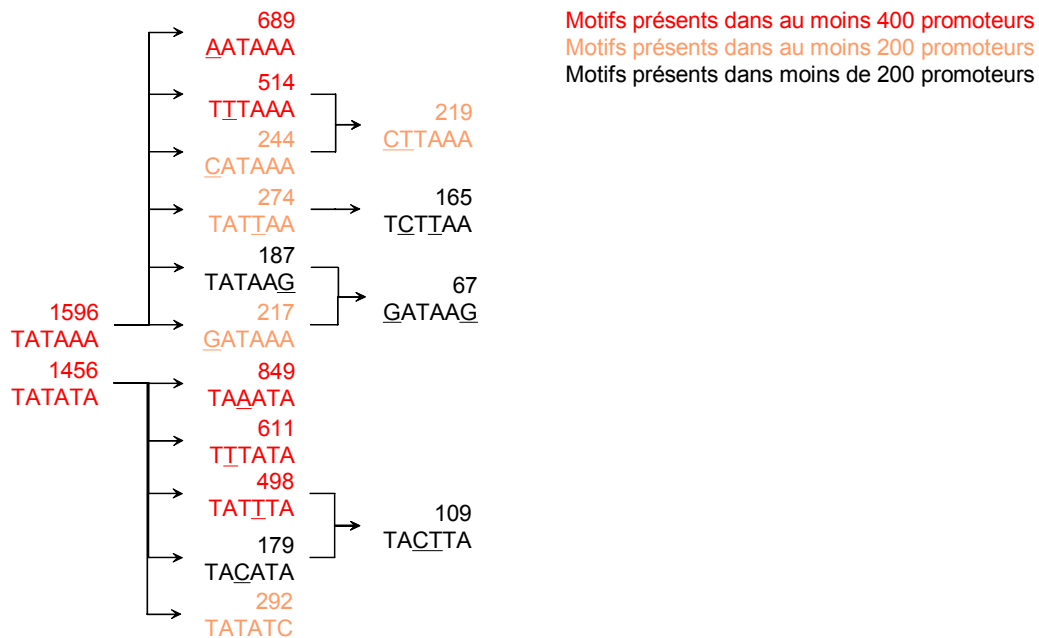 689
AATAAA
514
TTTAAA
244
CATAAA
274
TATTAA
187
TATAAG
217
GATAAA
1596
TATAAA
1456
TATATA
849
TAAATA
611
TTTATA
498
TATTTA
179
TACATA
292
TATATC
219
CTTAAA
165
TCTTAA
67
GATAAG
109
TACTTA
Motifs présents dans au moins 400 promoteurs
Motifs présents dans au moins 200 promoteurs
Motifs présents dans moins de 200 promoteurs